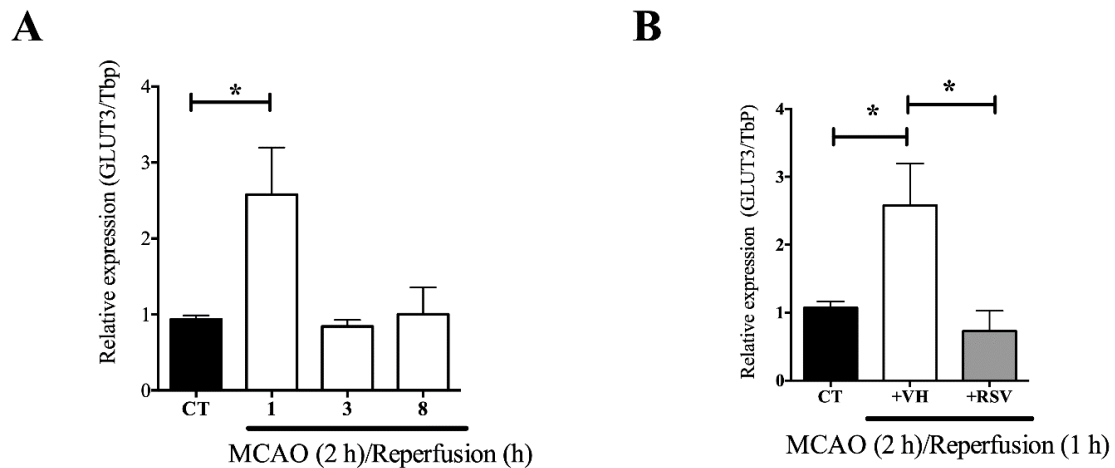 A
Relative expression (GLUT3/Tbp)
4
3
2
1
0
*
CT
1
3
8
MCAO (2 h)/Reperfusion (h)
B
Relative expression (GLUT3/TbP)
4
3
2
1
0
*
*
CT
+VH
+RSV
MCAO (2 h)/Reperfusion (1 h)